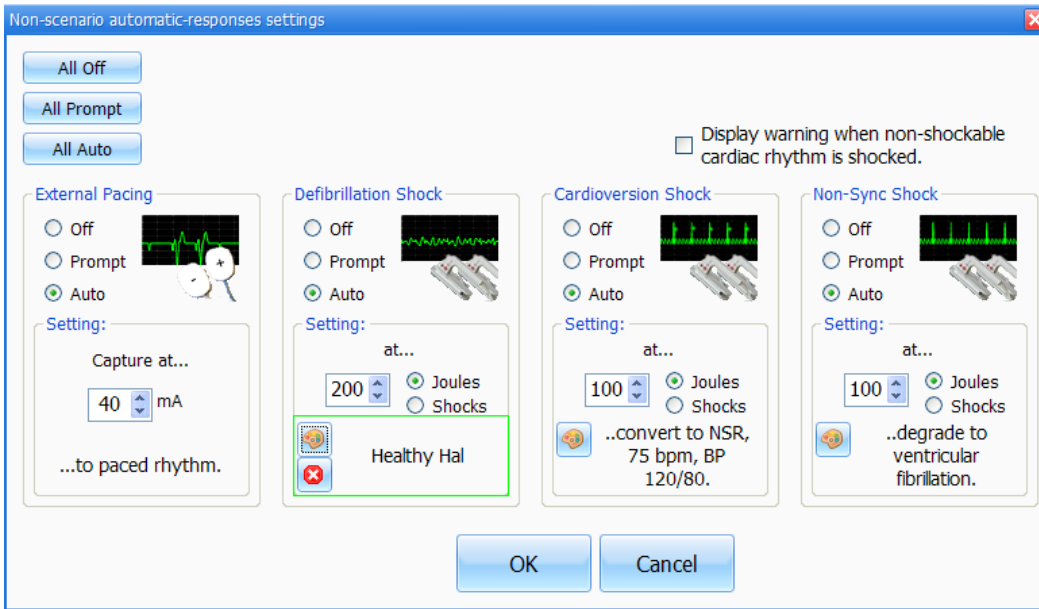 Non-scenario automatic-responses settings
All Off
All Prompt
All Auto
Display warning when non-shockable
cardiac rhythm is shocked.
External Pacing
Off
Prompt
Auto
Setting:
Capture at...
40 mA
...to paced rhythm.
Defibrillation Shock
Off
Prompt
Auto
Setting:
at...
200
Joules
Shocks
Healthy Hal
Cardioversion Shock
Off
Prompt
Auto
Setting:
at...
100
Joules
Shocks
..convert to NSR,
75 bpm, BP
120/80.
Non-Sync Shock
Off
Prompt
Auto
Setting:
at...
100
Joules
Shocks
..degrade to
ventricular
fibrillation.
OK
Cancel